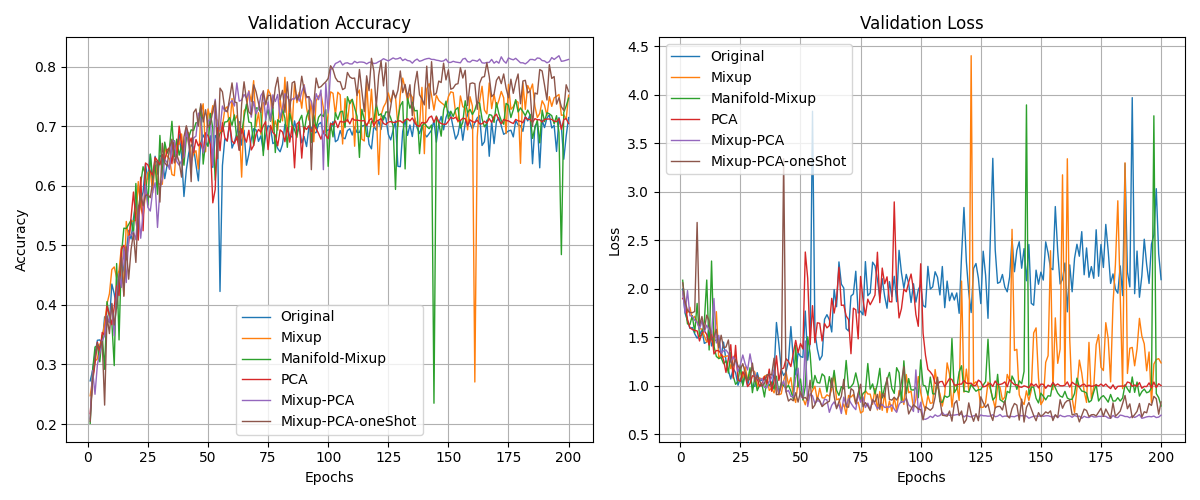 Validation Accuracy
0.8
0.7
0.6
0.5
0.4
0.3
0.2
Accuracy
Original
Mixup
Manifold-Mixup
PCA
Mixup-PCA
Mixup-PCA-oneShot
0 25 50 75 100 125 150 175 200
Epochs
Validation Loss
4.5
4.0
3.5
3.0
2.5
2.0
1.5
1.0
0.5
Loss
Original
Mixup
Manifold-Mixup
PCA
Mixup-PCA
Mixup-PCA-oneShot
0 25 50 75 100 125 150 175 200
Epochs